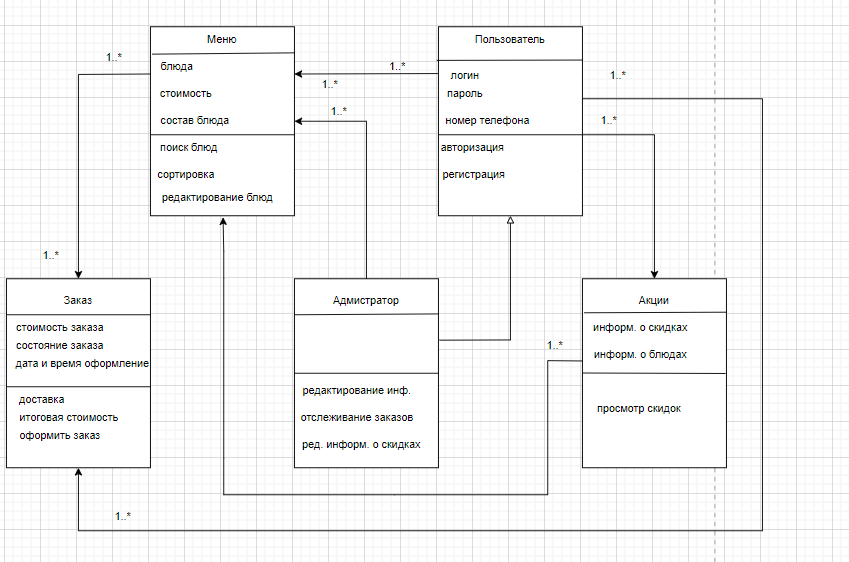 Меню
блюда
стоимость
состав блюда
поиск блюд
сортировка
редактирование блюд
Пользователь
логин
пароль
номер телефона
авторизация
регистрация
1..*
1..*
1..*
1..*
1..*
1..*
1..*
Заказ
стоимость заказа
состояние заказа
дата и время оформление
доставка
итоговая стоимость
оформить заказ
Адмистратор
редактирование инф.
отслеживание заказов
ред. информ. о скидках
1..*
Акции
информ. о скидках
информ. о блюдах
просмотр скидок
1..*